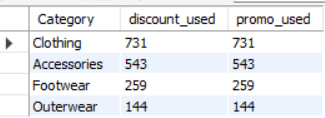 Category discount_used promo_used
Clothing 731 731
Accessories 543 543
Footwear 259 259
Outerwear 144 144